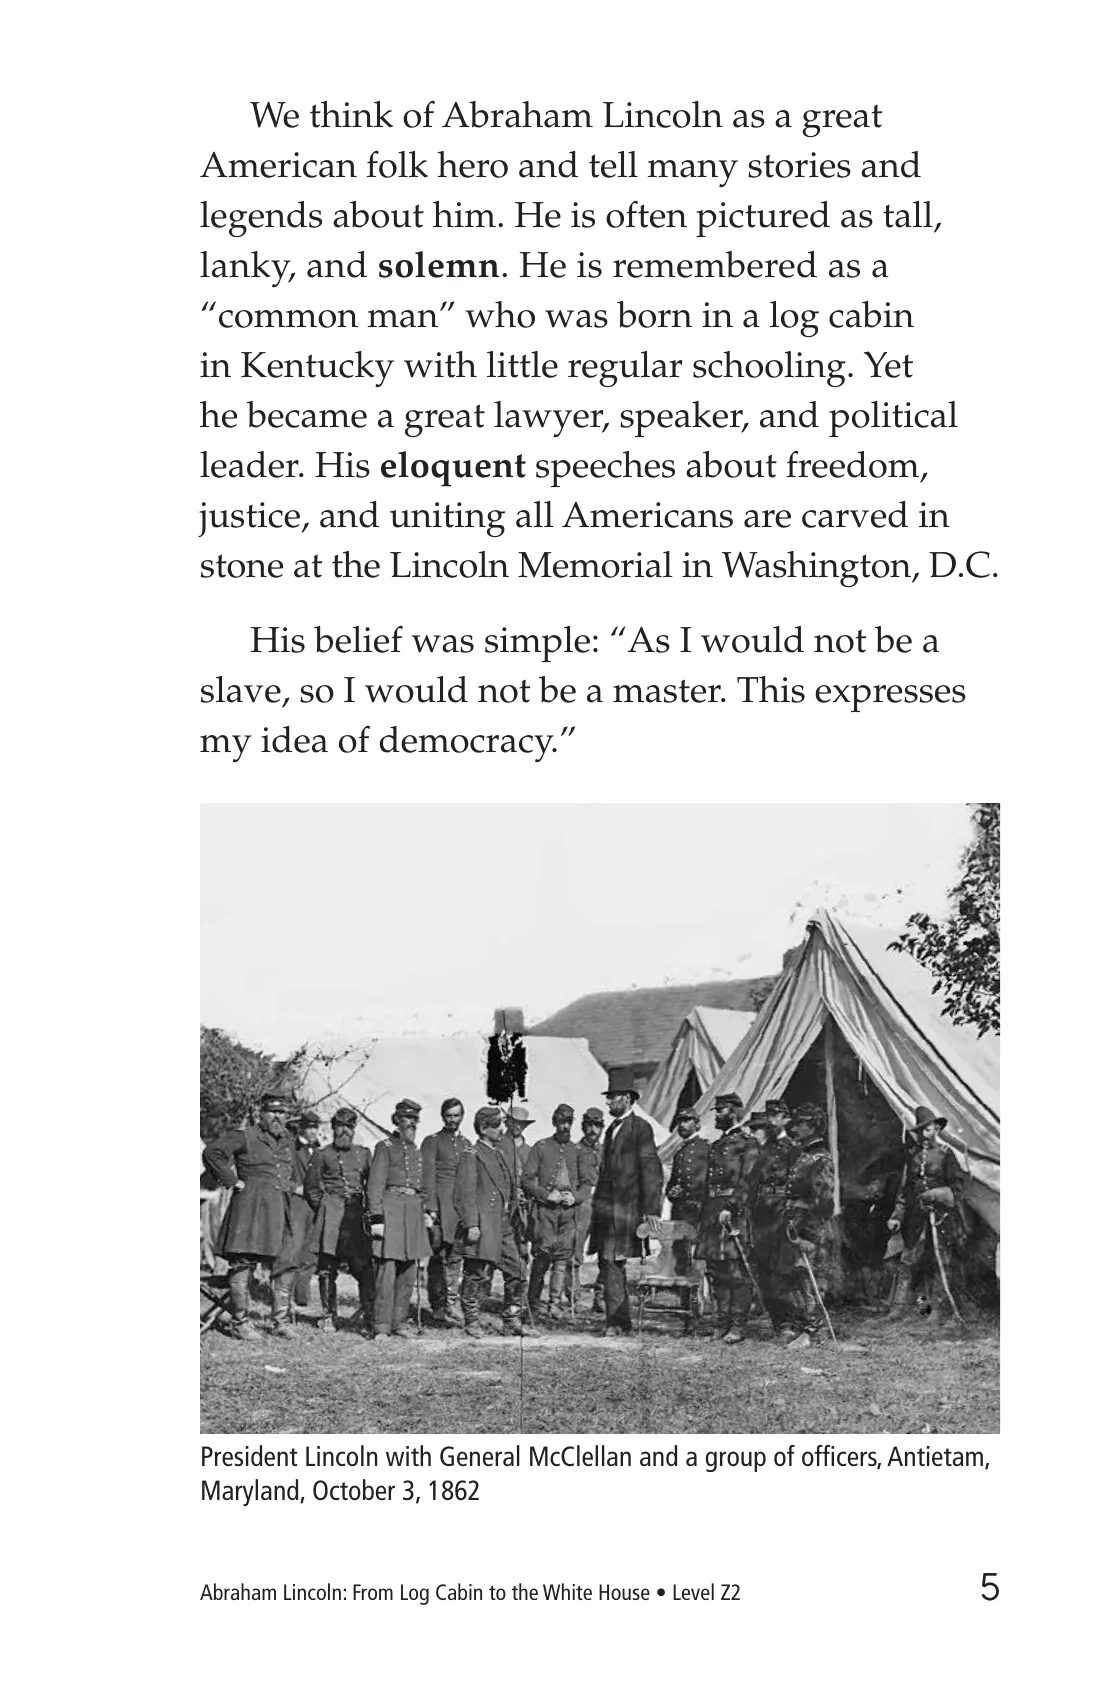 We think of Abraham Lincoln as a great
American folk hero and tell many stories and
legends about him. He is often pictured as tall,
lanky, and solemn. He is remembered as a
“common man” who was born in a log cabin
in Kentucky with little regular schooling. Yet
he became a great lawyer, speaker, and political
leader. His eloquent speeches about freedom,
justice, and uniting all Americans are carved in
stone at the Lincoln Memorial in Washington, D.C.
His belief was simple: “As I would not be a
slave, so I would not be a master. This expresses
my idea of democracy.”
President Lincoln with General McClellan and a group of officers, Antietam,
Maryland, October 3, 1862
Abraham Lincoln: From Log Cabin to the White House • Level Z2 5